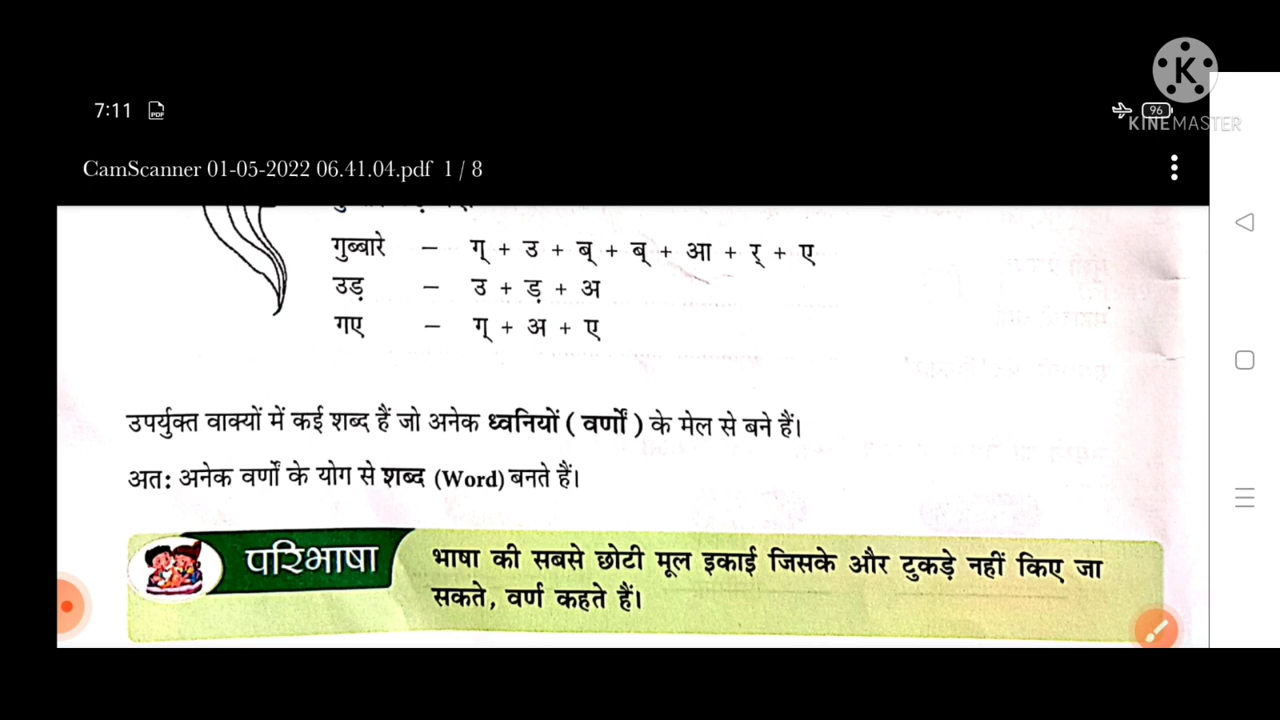 K
7:11 PDF 96
KINEMASTER
CamScanner 01-05-2022 06.41.04.pdf 1 / 8
गुब्बारे – ग् + उ + ब् + ब् + आ + र् + ए
उड़ – उ + ड़ + अ
गए – ग् + अ + ए
उपर्युक्त वाक्यों में कई शब्द हैं जो अनेक ध्वनियों ( वर्णों ) के मेल से बने हैं।
अतः अनेक वर्णों के योग से शब्द (Word) बनते हैं।
परिभाषा
भाषा की सबसे छोटी मूल इकाई जिसके और टुकड़े नहीं किए जा
सकते, वर्ण कहते हैं।